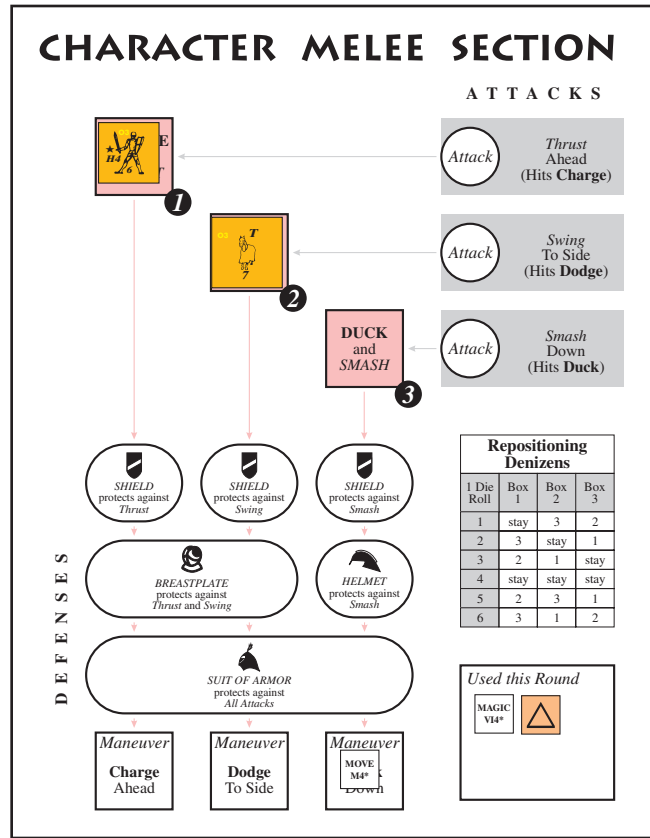 CHARACTER MELEE SECTION
ATTACKS
O3
E
H4
6
1
Attack
Thrust
Ahead
(Hits Charge)
O3
T
7
2
Attack
Swing
To Side
(Hits Dodge)
DUCK
and
SMASH
3
Attack
Smash
Down
(Hits Duck)
DEFENSES
SHIELD
protects against
Thrust
SHIELD
protects against
Swing
SHIELD
protects against
Smash
BREASTPLATE
protects against
Thrust and Swing
HELMET
protects against
Smash
SUIT OF ARMOR
protects against
All Attacks
Maneuver
Charge
Ahead
Maneuver
Dodge
To Side
Maneuver
MOVE
M4*
k
Down
Repositioning
Denizens
1 Die Roll Box 1 Box 2 Box 3
1 stay 3 2
2 3 stay 1
3 2 1 stay
4 stay stay stay
5 2 3 1
6 3 1 2
Used this Round
MAGIC
VI4*